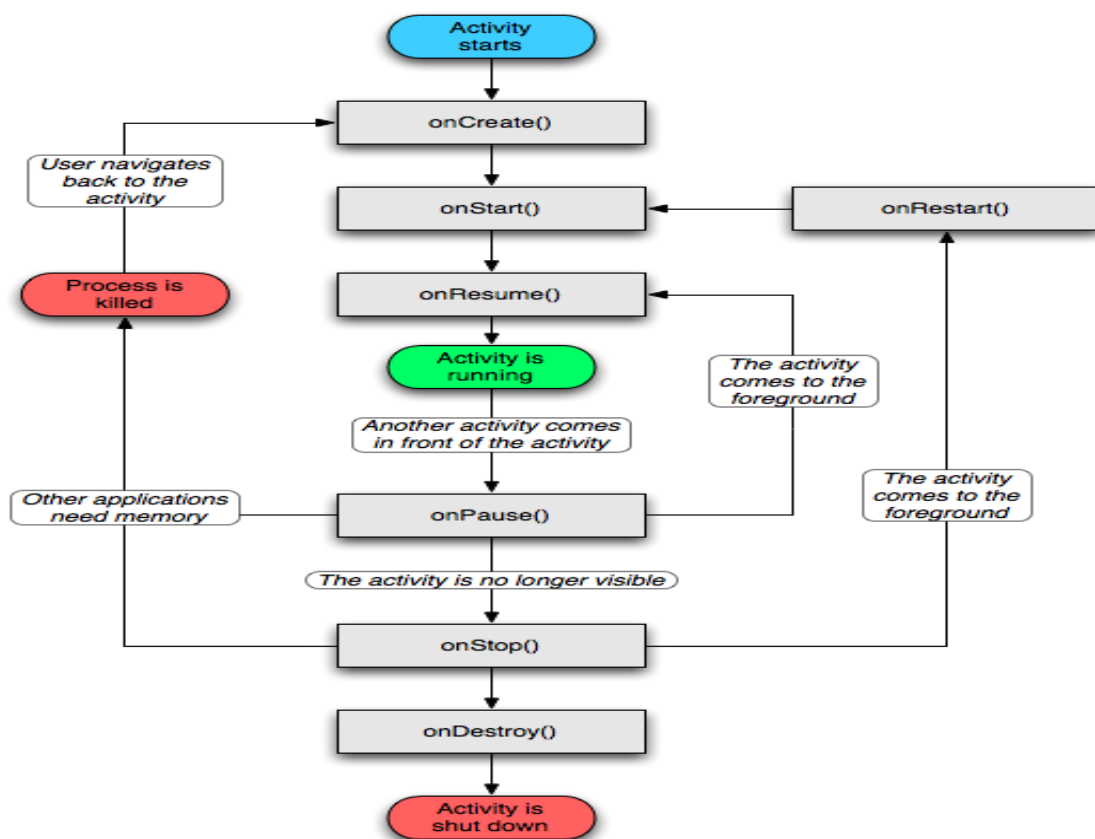 Activity
starts
onCreate()
User navigates
back to the
activity
onStart()
onRestart()
Process is
killed
onResume()
Activity is
running
The activity
comes to the
foreground
Another activity comes
in front of the activity
Other applications
need memory
onPause()
The activity
comes to the
foreground
The activity is no longer visible
onStop()
onDestroy()
Activity is
shut down